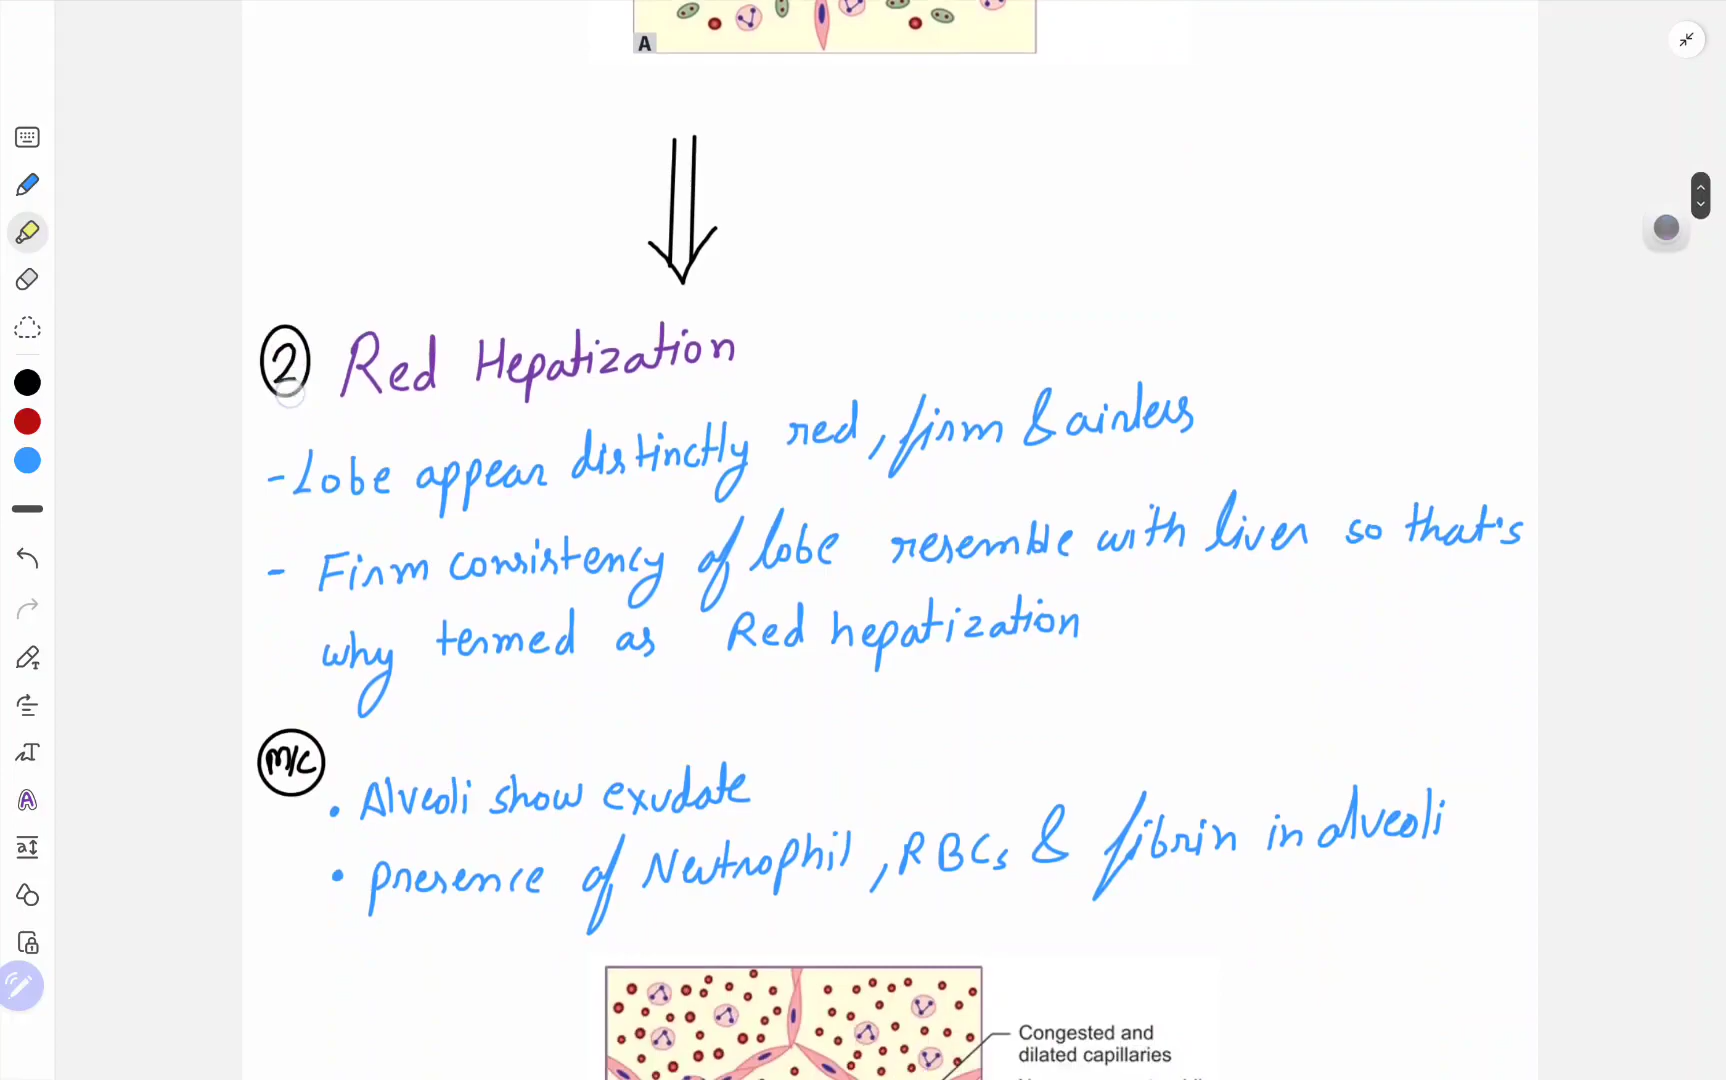 A
2 Red Hepatization
- Lobe appear distinctly red, firm & airless
- Firm consistency of lobe resemble with liver so that's
why termed as Red hepatization
m/c
. Alveoli show exudate
• presence of Neutrophil, RBCs & fibrin in alveoli
Congested and
dilated capillaries